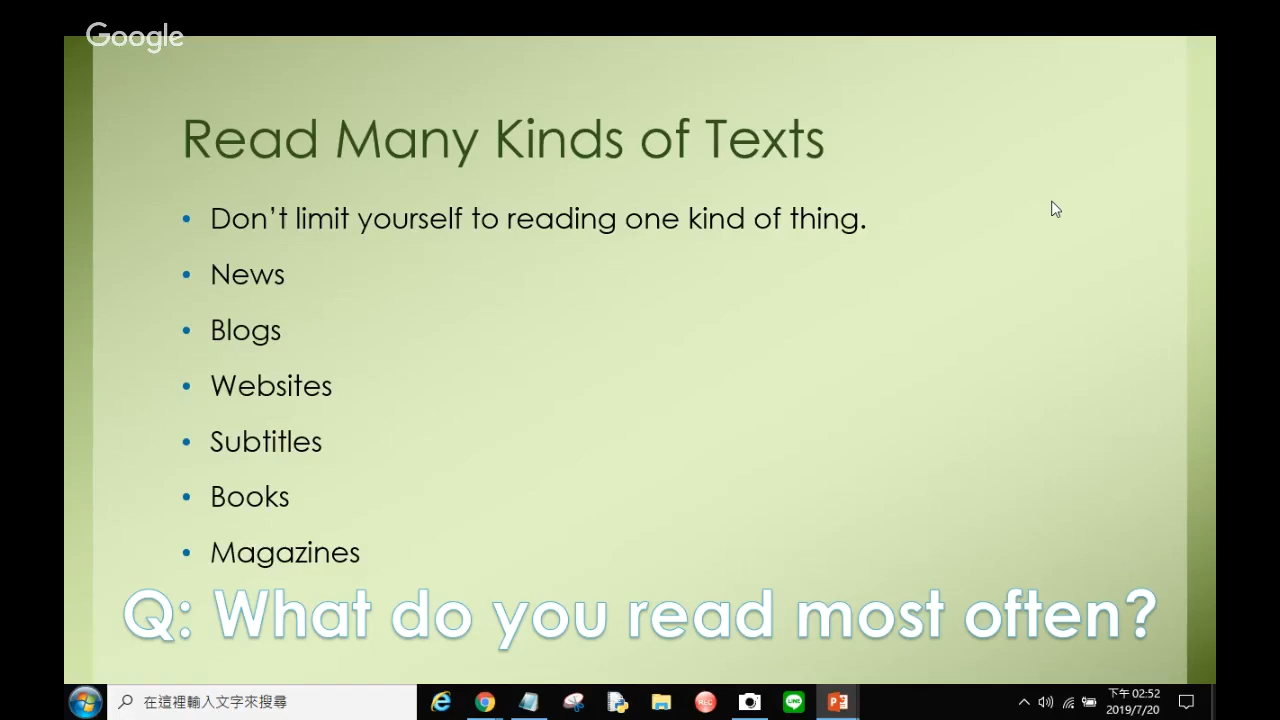 Google
Read Many Kinds of Texts
• Don’t limit yourself to reading one kind of thing.
• News
• Blogs
• Websites
• Subtitles
• Books
• Magazines
Q: What do you read most often?
在這裡輸入文字來搜尋
REC
LINE
下午 02:52
2019/7/20